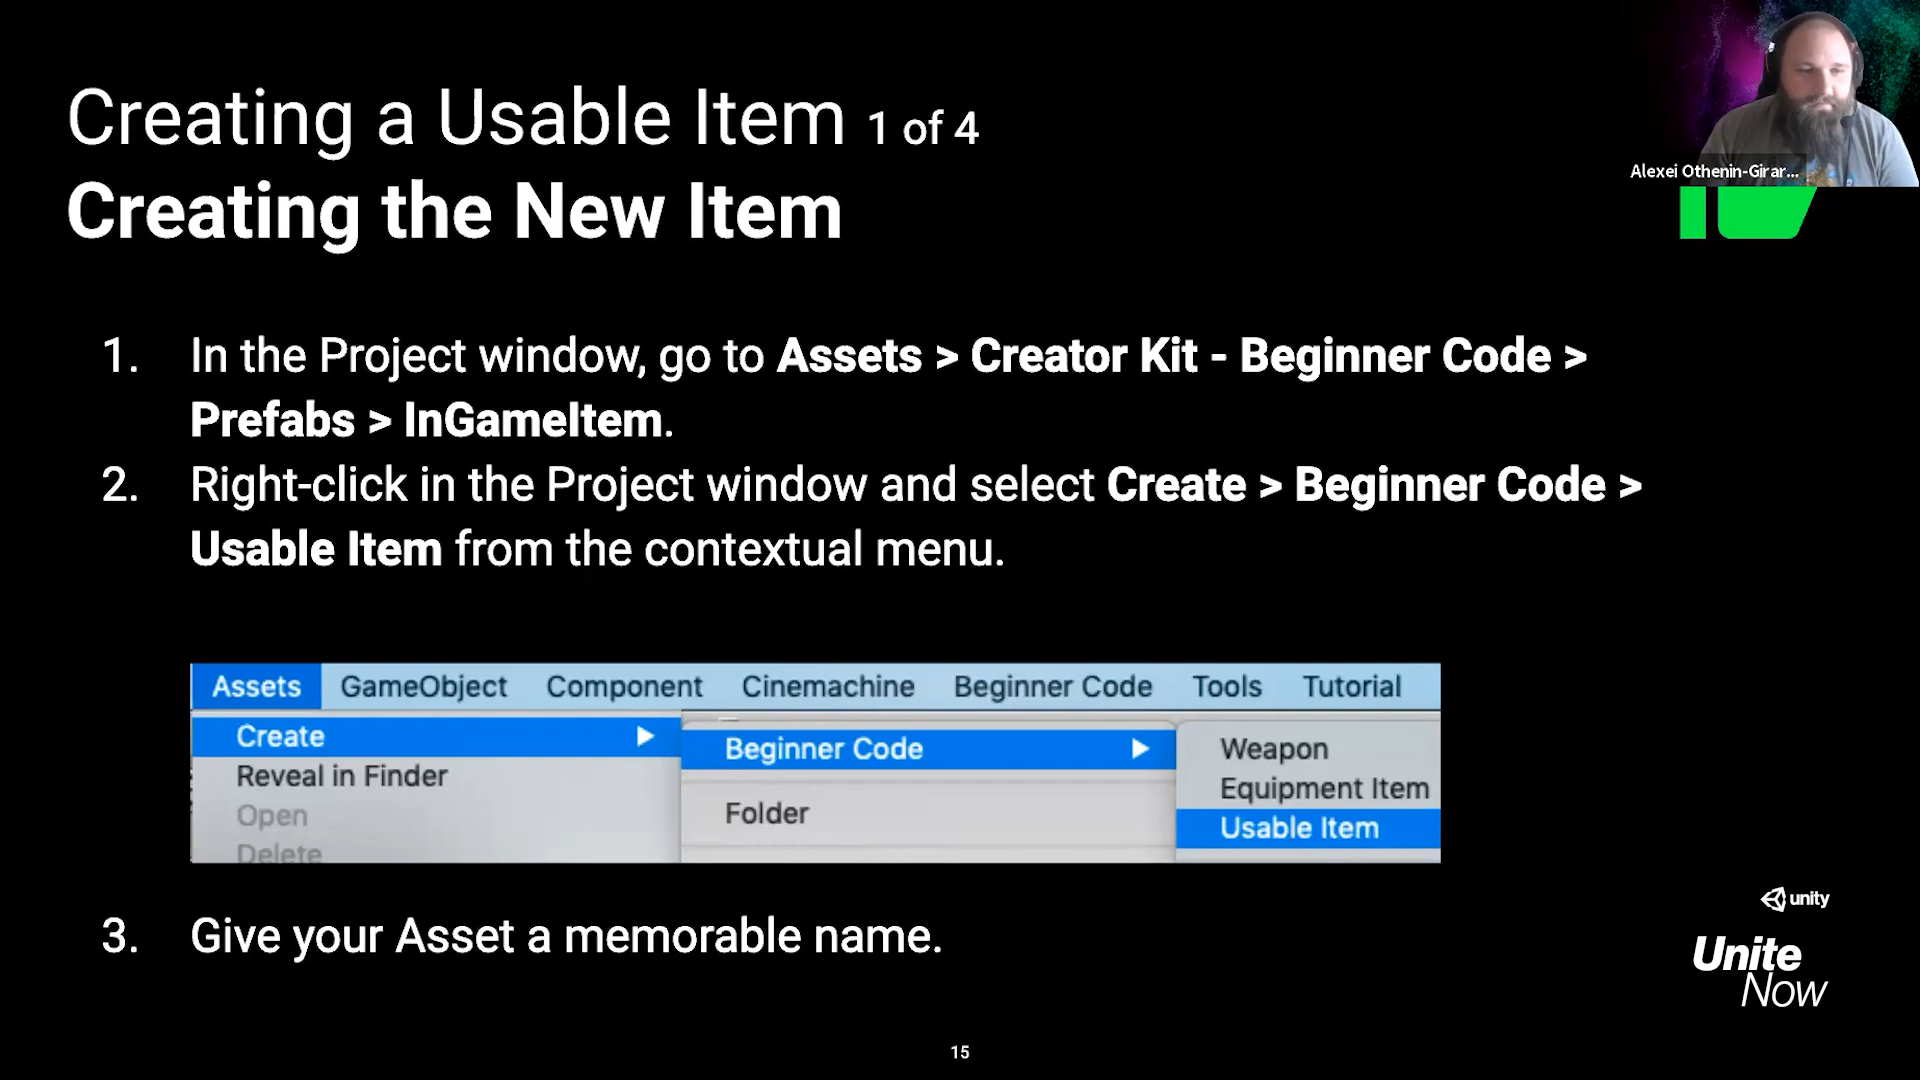 Creating a Usable Item 1 of 4
Creating the New Item
Alexei Othenin-Girar...
1. In the Project window, go to Assets > Creator Kit - Beginner Code >
Prefabs > InGameItem.
2. Right-click in the Project window and select Create > Beginner Code >
Usable Item from the contextual menu.
Assets GameObject Component Cinemachine Beginner Code Tools Tutorial
Create Beginner Code Weapon
Reveal in Finder Equipment Item
Open Folder Usable Item
Delete
3. Give your Asset a memorable name.
unity
Unite
Now
15